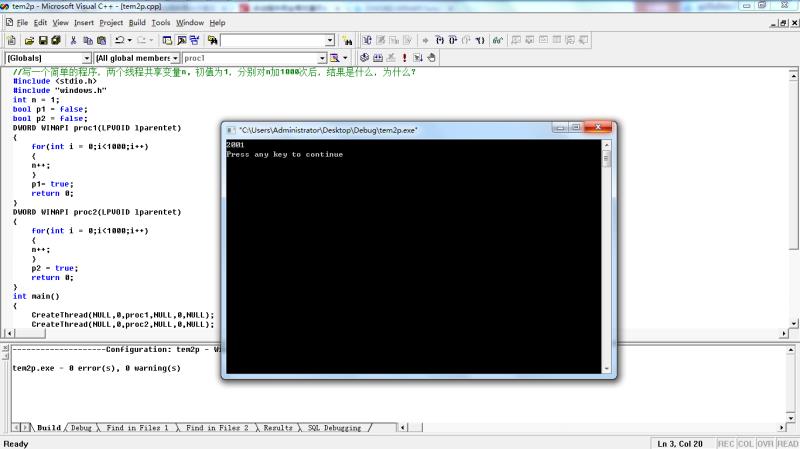 tem2p - Microsoft Visual C++ - [tem2p.cpp]
File Edit View Insert Project Build Tools Window Help
(Globals) (All global members proc1
//写一个简单的程序，两个线程共享变量n，初值为1，分别对n加1000次后，结果是什么，为什么？
#include <stdio.h>
#include "windows.h"
int n = 1;
bool p1 = false;
bool p2 = false;
DWORD WINAPI proc1(LPVOID lparentet)
{
for(int i = 0;i<1000;i++)
{
n++;
}
p1= true;
return 0;
}
DWORD WINAPI proc2(LPVOID lparentet)
{
for(int i = 0;i<1000;i++)
{
n++;
}
p2 = true;
return 0;
}
int main()
{
CreateThread(NULL,0,proc1,NULL,0,NULL);
CreateThread(NULL,0,proc2,NULL,0,NULL);
"C:\Users\Administrator\Desktop\Debug\tem2p.exe"
2001
Press any key to continue
--------------------Configuration: tem2p - Wi
tem2p.exe - 0 error(s), 0 warning(s)
Build Debug Find in Files 1 Find in Files 2 Results SQL Debugging
Ready
Ln 3, Col 20 REC COL OVR READ